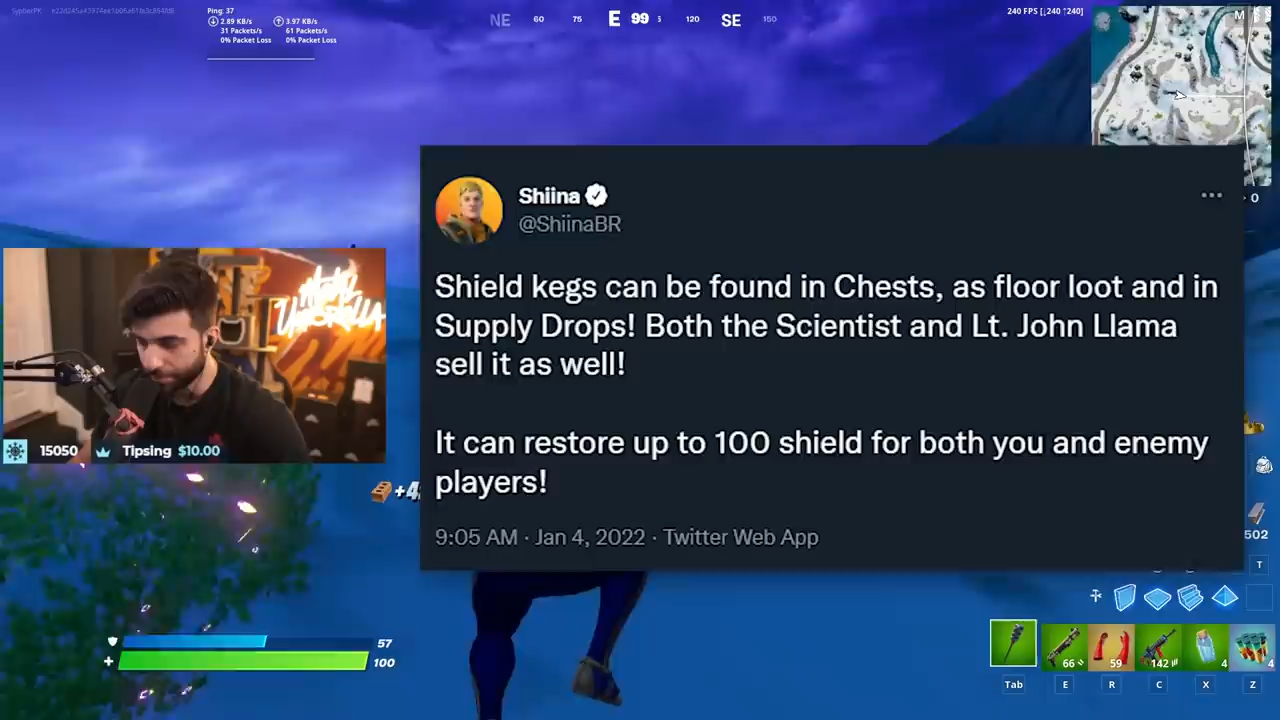 Ping: 37
2.89 KB/s 3.97 KB/s
31 Packets/s 61 Packets/s
0% Packet Loss 0% Packet Loss
NE 60 75 E 99 120 SE 150
240 FPS [↓240 ↑240]
M
0
Shiina
@ShiinaBR
Shield kegs can be found in Chests, as floor loot and in
Supply Drops! Both the Scientist and Lt. John Llama
sell it as well!
It can restore up to 100 shield for both you and enemy
players!
9:05 AM · Jan 4, 2022 · Twitter Web App
15050 Tipsing $10.00
502
T
57
100
66 59 142 4 4
Tab E R C X Z